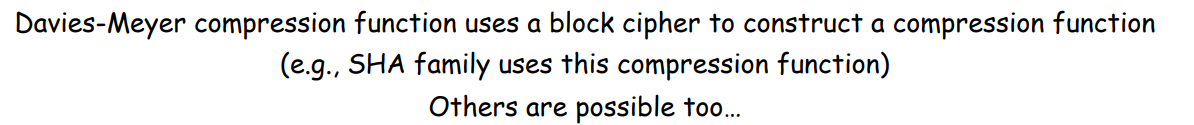 Davies-Meyer compression function uses a block cipher to construct a compression function
(e.g., SHA family uses this compression function)
Others are possible too…